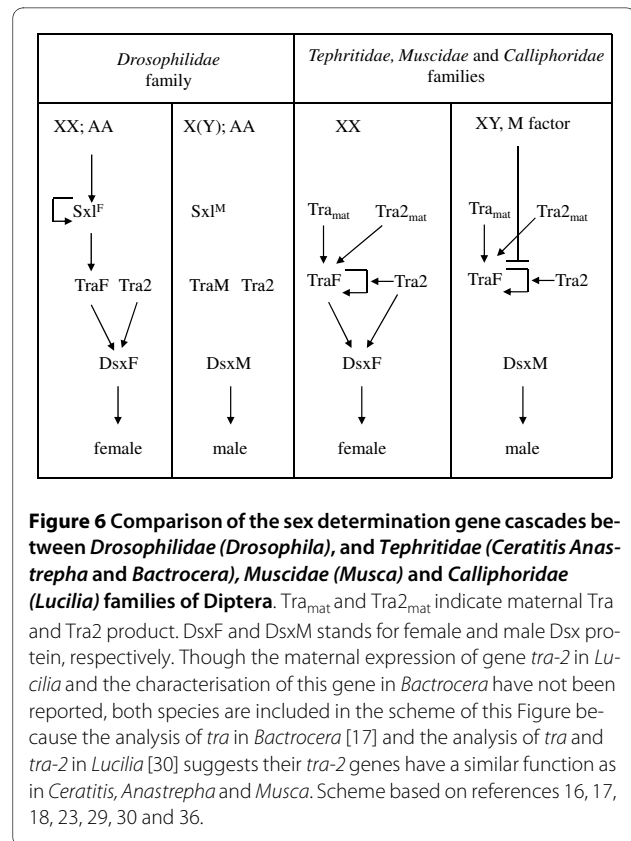 Drosophilidae
family
Tephritidae, Muscidae and Calliphoridae
families
XX; AA
X(Y); AA
XX
XY, M factor
Sxlᶠ
Sxlᴹ
Tra_mat Tra2_mat
Tra_mat Tra2_mat
TraF Tra2
TraM Tra2
TraF Tra2
TraF Tra2
DsxF
DsxM
DsxF
DsxM
female
male
female
male
Figure 6 Comparison of the sex determination gene cascades be-
tween Drosophilidae (Drosophila), and Tephritidae (Ceratitis Anas-
trepha and Bactrocera), Muscidae (Musca) and Calliphoridae
(Lucilia) families of Diptera. Tra_mat and Tra2_mat indicate maternal Tra
and Tra2 product. DsxF and DsxM stands for female and male Dsx pro-
tein, respectively. Though the maternal expression of gene tra-2 in Lu-
cilia and the characterisation of this gene in Bactrocera have not been
reported, both species are included in the scheme of this Figure be-
cause the analysis of tra in Bactrocera [17] and the analysis of tra and
tra-2 in Lucilia [30] suggests their tra-2 genes have a similar function as
in Ceratitis, Anastrepha and Musca. Scheme based on references 16, 17,
18, 23, 29, 30 and 36.